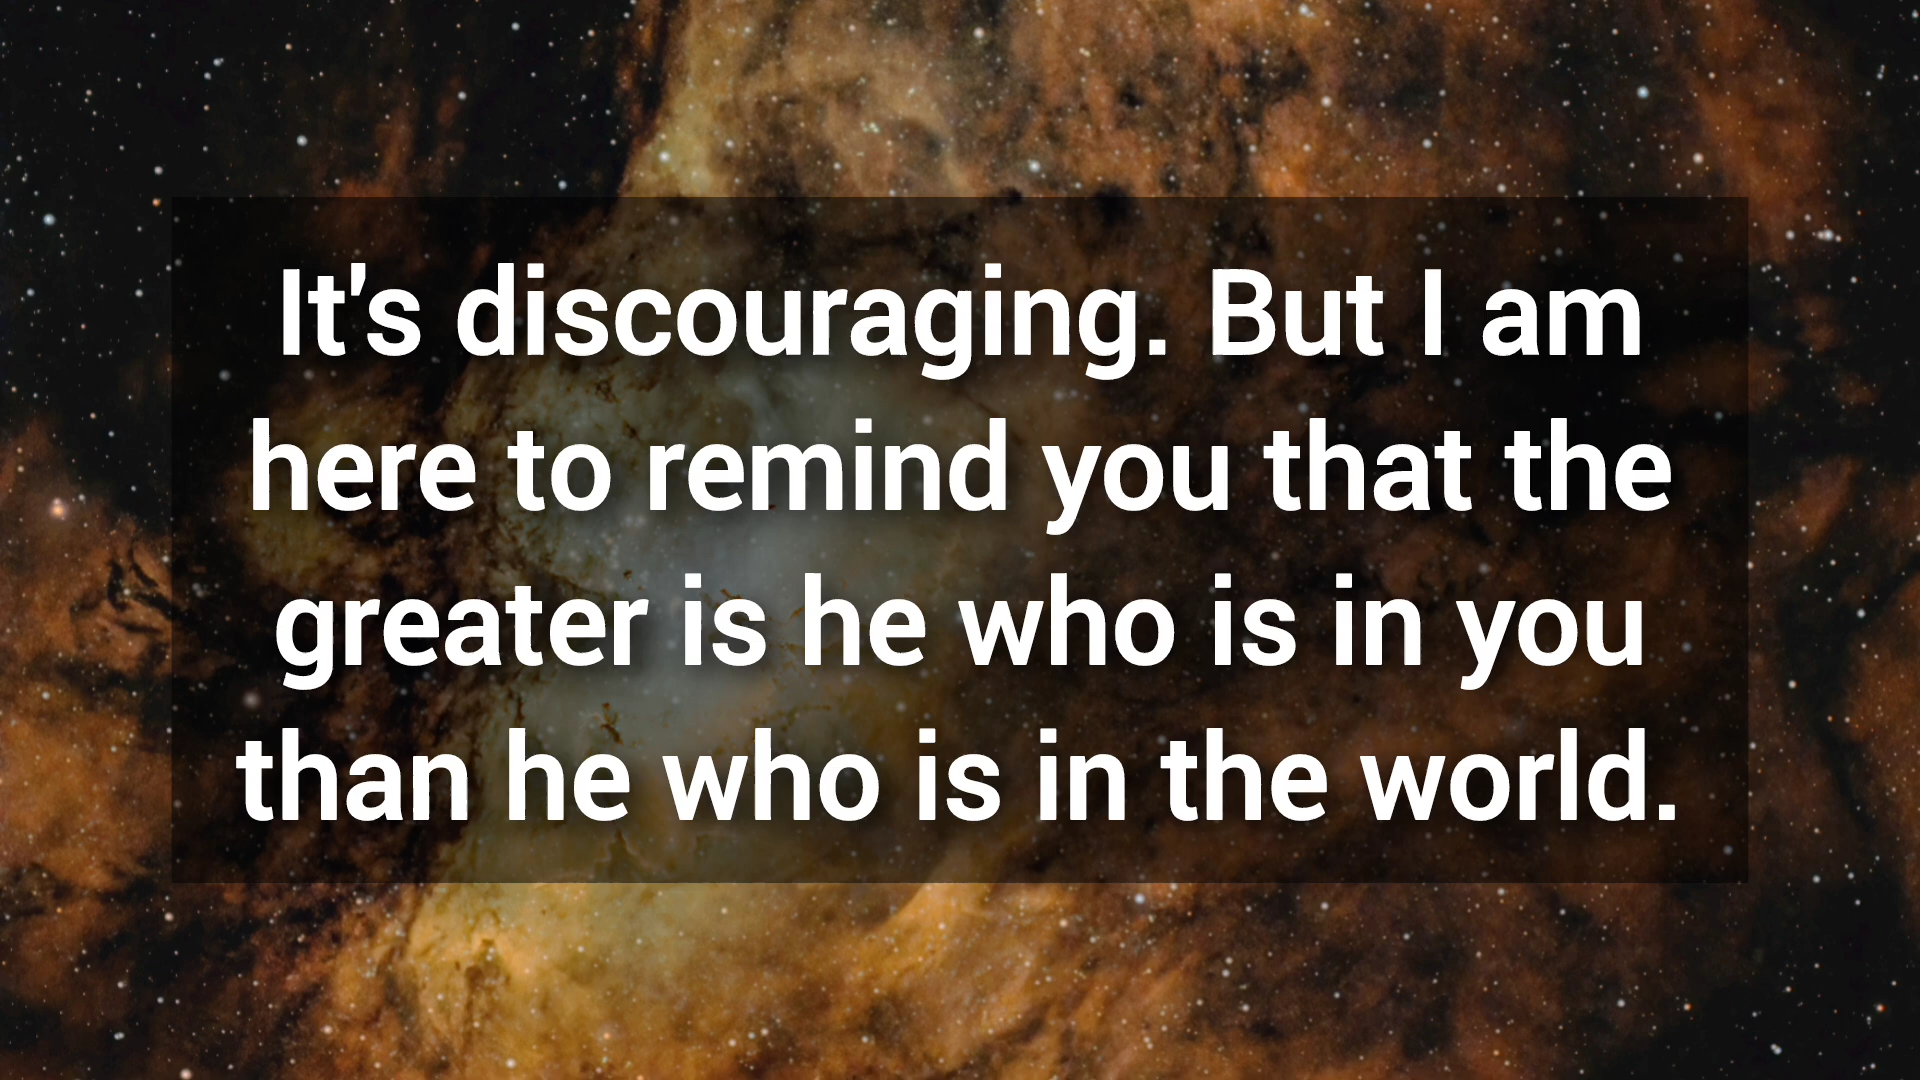 It's discouraging. But I am
here to remind you that the
greater is he who is in you
than he who is in the world.